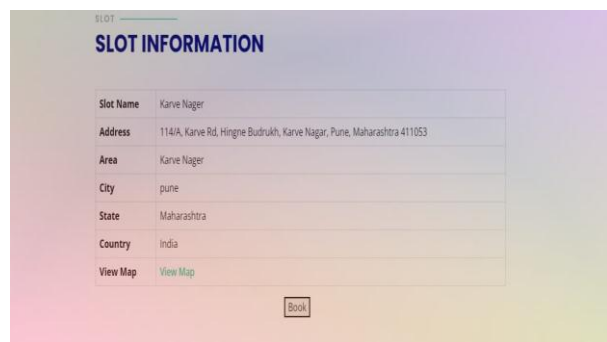 SLOT
SLOT INFORMATION
Slot Name Karve Nager
Address 114/A, Karve Rd, Hingne Budrukh, Karve Nagar, Pune, Maharashtra 411053
Area Karve Nager
City pune
State Maharashtra
Country India
View Map View Map
Book